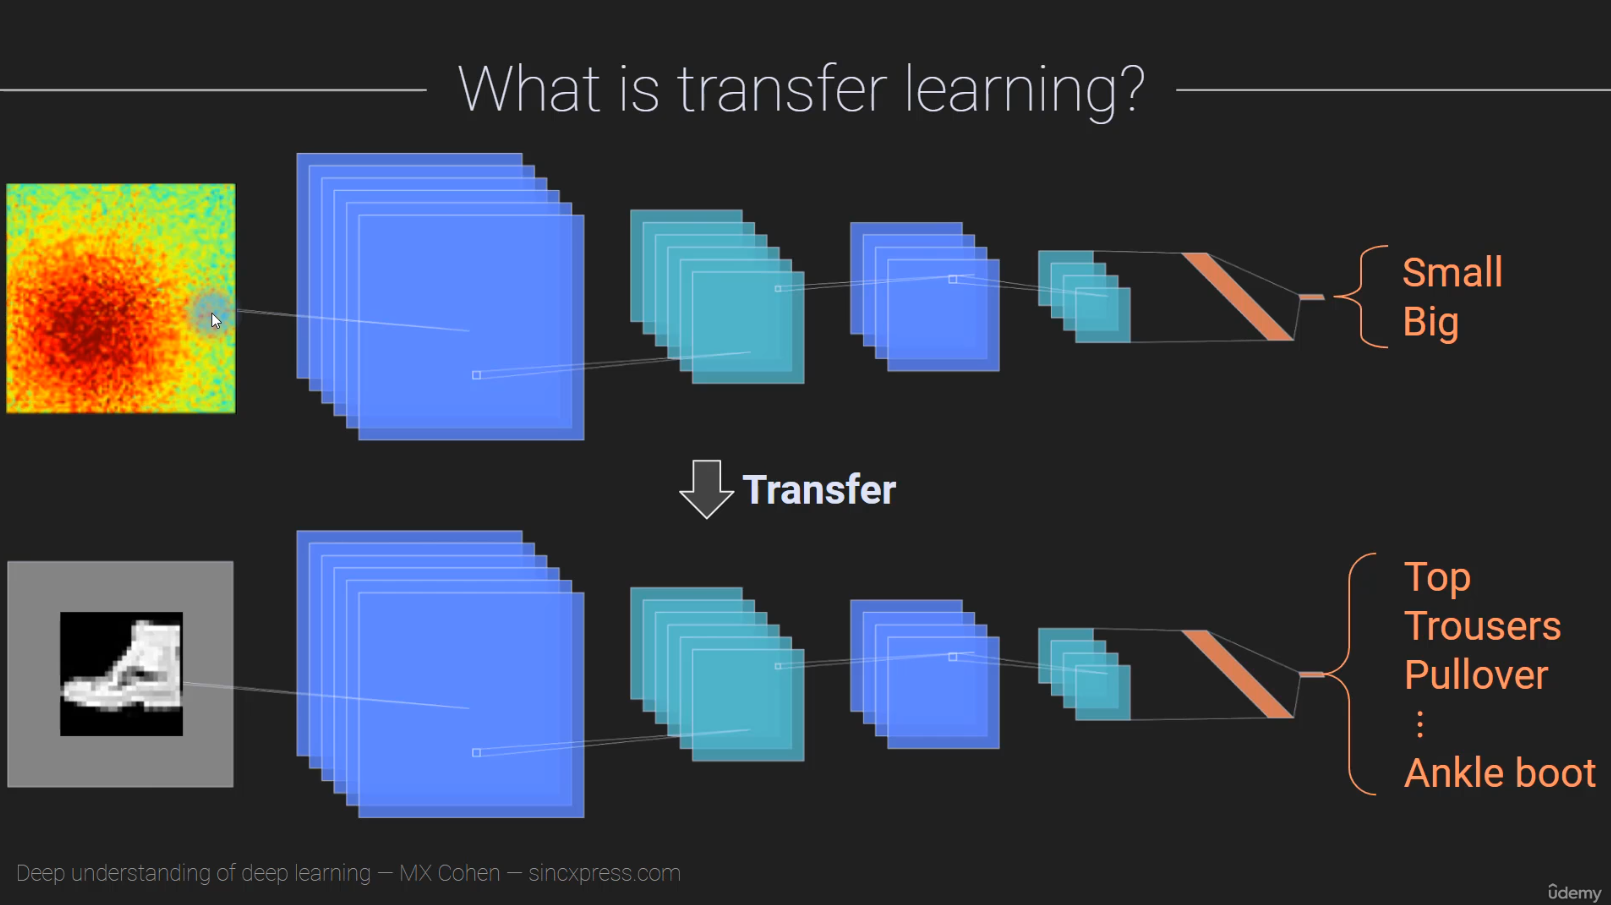 What is transfer learning?
Small
Big
Transfer
Top
Trousers
Pullover
⋮
Ankle boot
Deep understanding of deep learning — MX Cohen — sincxpress.com
ûdemy